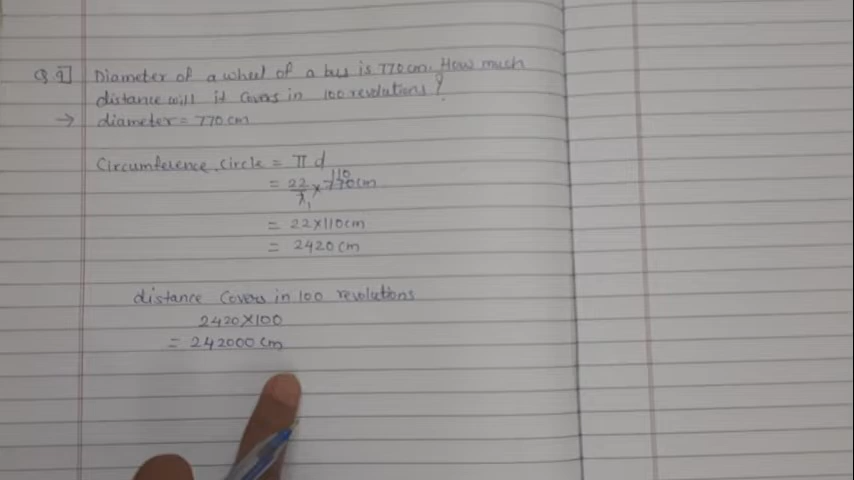 Q 9] Diameter of a wheel of a bus is 770 cm. How much
distance will it covers in 100 revolutions?
→ diameter = 770 cm
Circumference circle = π d
= 22/7 1 × 770 110 cm
= 22×110 cm
= 2420 cm
distance covers in 100 revolutions
2420×100
= 242000 cm